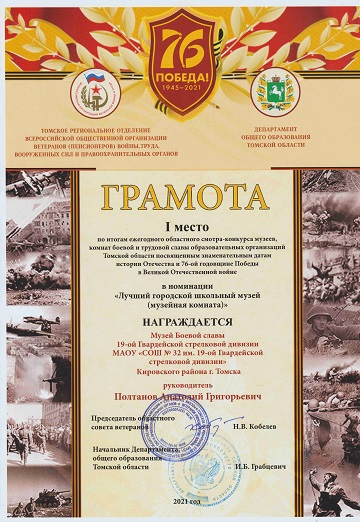 76
ПОБЕДА!
1945–2021
ТОМСКОЕ РЕГИОНАЛЬНОЕ ОТДЕЛЕНИЕ
ВСЕРОССИЙСКОЙ ОБЩЕСТВЕННОЙ ОРГАНИЗАЦИИ
ВЕТЕРАНОВ (ПЕНСИОНЕРОВ) ВОЙНЫ,ТРУДА,
ВООРУЖЕННЫХ СИЛ И ПРАВООХРАНИТЕЛЬНЫХ ОРГАНОВ
ДЕПАРТАМЕНТ
ОБЩЕГО ОБРАЗОВАНИЯ
ТОМСКОЙ ОБЛАСТИ
ГРАМОТА
I место
по итогам ежегодного областного смотра-конкурса музеев,
комнат боевой и трудовой славы образовательных организаций
Томской области посвященным знаменательным датам
истории Отечества и 76-ой годовщине Победы
в Великой Отечественной войне
в номинации
«Лучший городской школьный музей
(музейная комната)»
НАГРАЖДАЕТСЯ
Музей Боевой славы
19-ой Гвардейской стрелковой дивизии
МАОУ «СОШ № 32 им. 19-ой Гвардейской
стрелковой дивизии»
Кировского района г. Томска
руководитель
Полтанов Анатолий Григорьевич
Председатель областного
совета ветеранов
Н.В. Кобелев
Начальник Департамента
общего образования
Томской области
И.Б. Грабцевич
2021 год